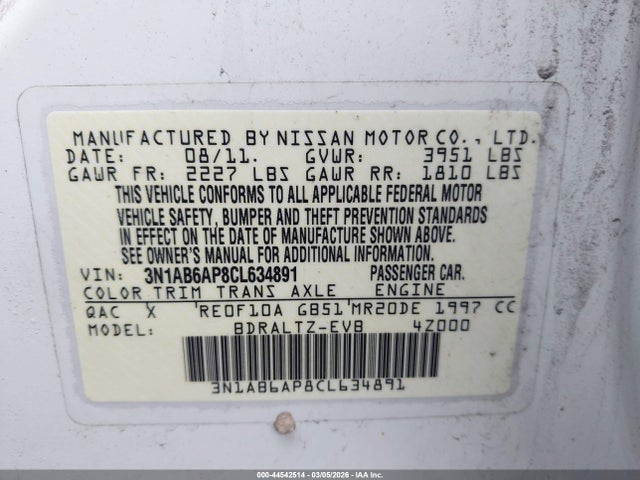 MANUFACTURED BY NISSAN MOTOR CO., LTD.
DATE: 08/11. GVWR: 3951 LBS
GAWR FR: 2227 LBS GAWR RR: 1810 LBS
THIS VEHICLE CONFORMS TO ALL APPLICABLE FEDERAL MOTOR
VEHICLE SAFETY, BUMPER AND THEFT PREVENTION STANDARDS
IN EFFECT ON THE DATE OF MANUFACTURE SHOWN ABOVE.
SEE OWNER'S MANUAL FOR ADDITIONAL INFORMATION.
VIN: 3N1AB6AP8CL634891 PASSENGER CAR.
COLOR TRIM TRANS AXLE ENGINE
QAC X RE0F10A GB51 MR20DE 1997 CC
MODEL: BDRALTZ-EVB 4Z000
3N1AB6AP8CL634891
000-44542514 | 03/05/2026 - Copyright IAA, Inc.